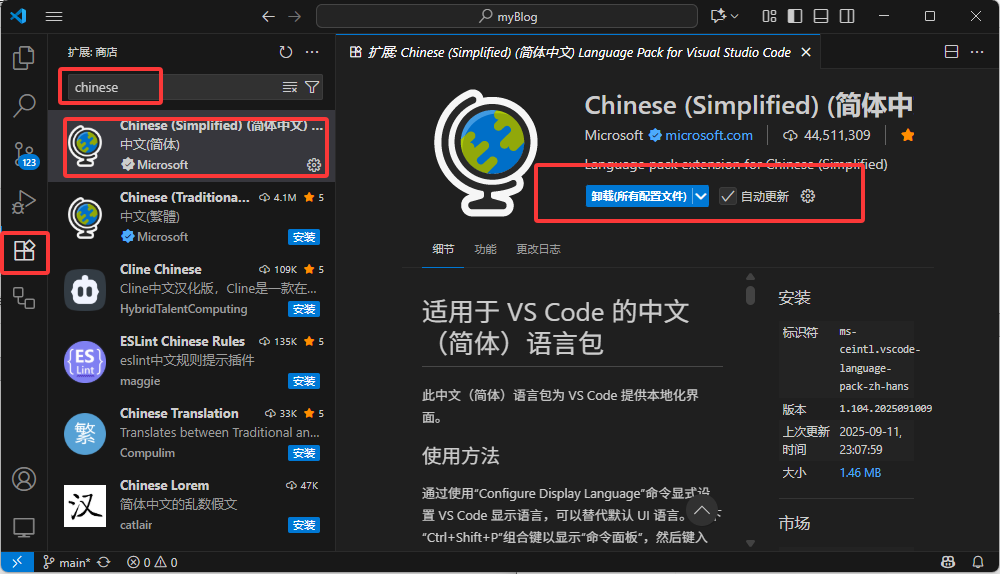 myBlog
扩展: 商店
chinese
123
Chinese (Simplified) (简体中文) ...
中文(简体)
Microsoft
Chinese (Traditiona... 4.1M 5
中文(繁體)
Microsoft 安装
Cline Chinese 109K 5
Cline中文汉化版，Cline是一款在...
HybridTalentComputing 安装
ESLint Chinese Rules 135K 5
eslint中文规则提示插件
maggie 安装
Chinese Translation 33K 5
Translates between Traditional an...
Compulim 安装
Chinese Lorem 47K
简体中文的乱数假文
catlair 安装
ES
Lint
繁
汉
扩展: Chinese (Simplified) (简体中文) Language Pack for Visual Studio Code
Chinese (Simplified) (简体中
Microsoft microsoft.com 44,511,309
Language pack extension for Chinese (Simplified)
卸载(所有配置文件) 自动更新
细节 功能 更改日志
适用于 VS Code 的中文
（简体）语言包
此中文（简体）语言包为 VS Code 提供本地化界
面。
使用方法
通过使用“Configure Display Language”命令显式设
置 VS Code 显示语言，可以替代默认 UI 语言。 下
“Ctrl+Shift+P”组合键以显示“命令面板”，然后键入
安装
标识符 ms-
ceintl.vscode-
language-
pack-zh-hans
版本 1.104.2025091009
上次更新 2025-09-11,
时间 23:07:59
大小 1.46 MB
市场
main* 0 0